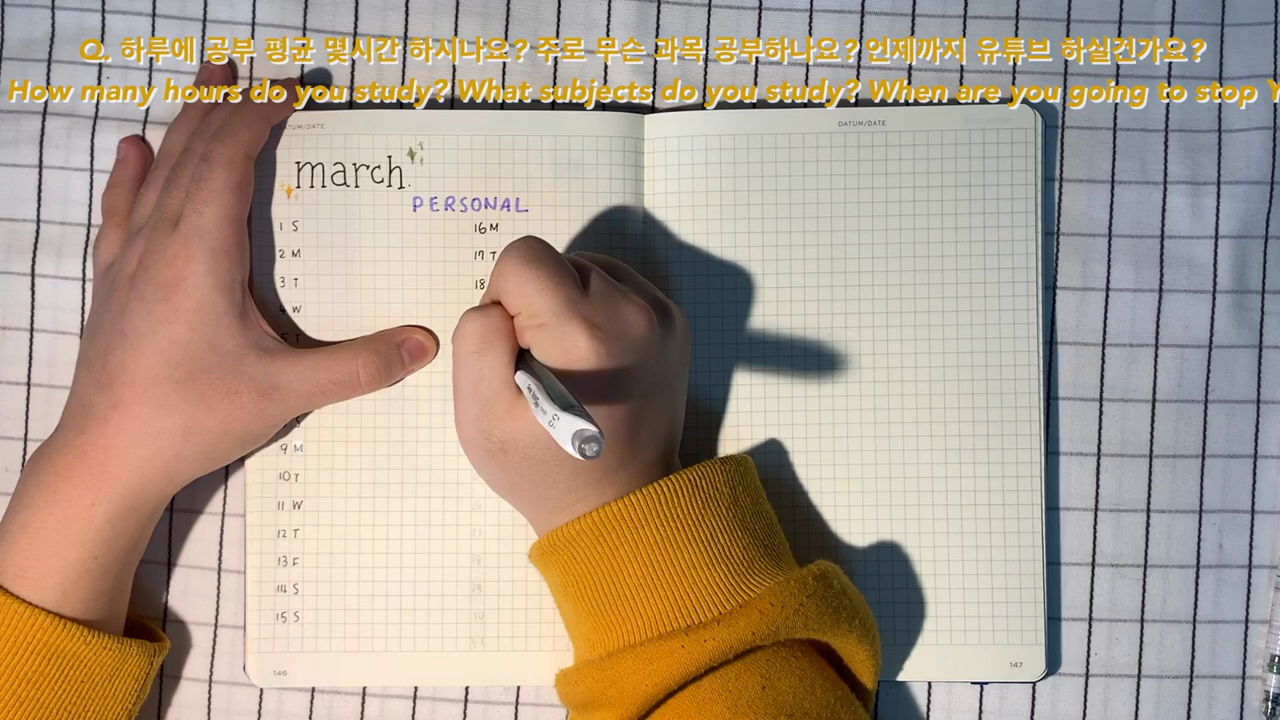 Q. 하루에 공부 평균 몇시간 하시나요? 주로 무슨 과목 공부하나요? 언제까지 유튜브 하실건가요?
How many hours do you study? What subjects do you study? When are you going to stop Y
DATUM/DATE
DATUM/DATE
march.
PERSONAL
1 S
2 M
3 T
4 W
5 T
S
9 M
10 T
11 W
12 T
13 F
14 S
15 S
16 M
17 T
18
29
30
31
146
147